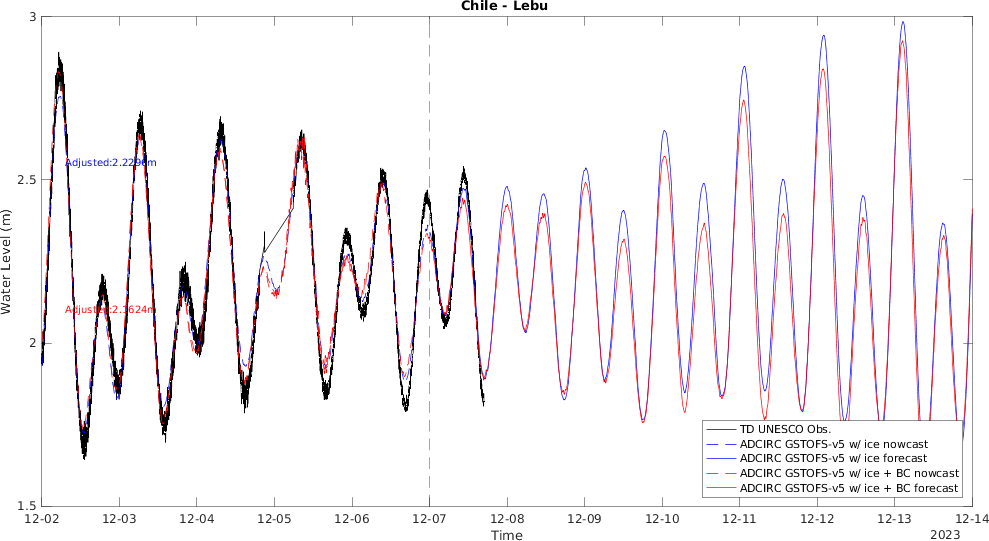 Chile - Lebu
3
2.5
2
1.5
Water Level (m)
Adjusted:2.2296m
Adjusted:2.1624m
TD UNESCO Obs.
ADCIRC GSTOFS-v5 w/ ice nowcast
ADCIRC GSTOFS-v5 w/ ice forecast
ADCIRC GSTOFS-v5 w/ ice + BC nowcast
ADCIRC GSTOFS-v5 w/ ice + BC forecast
12-02 12-03 12-04 12-05 12-06 12-07 12-08 12-09 12-10 12-11 12-12 12-13 12-14
Time
2023